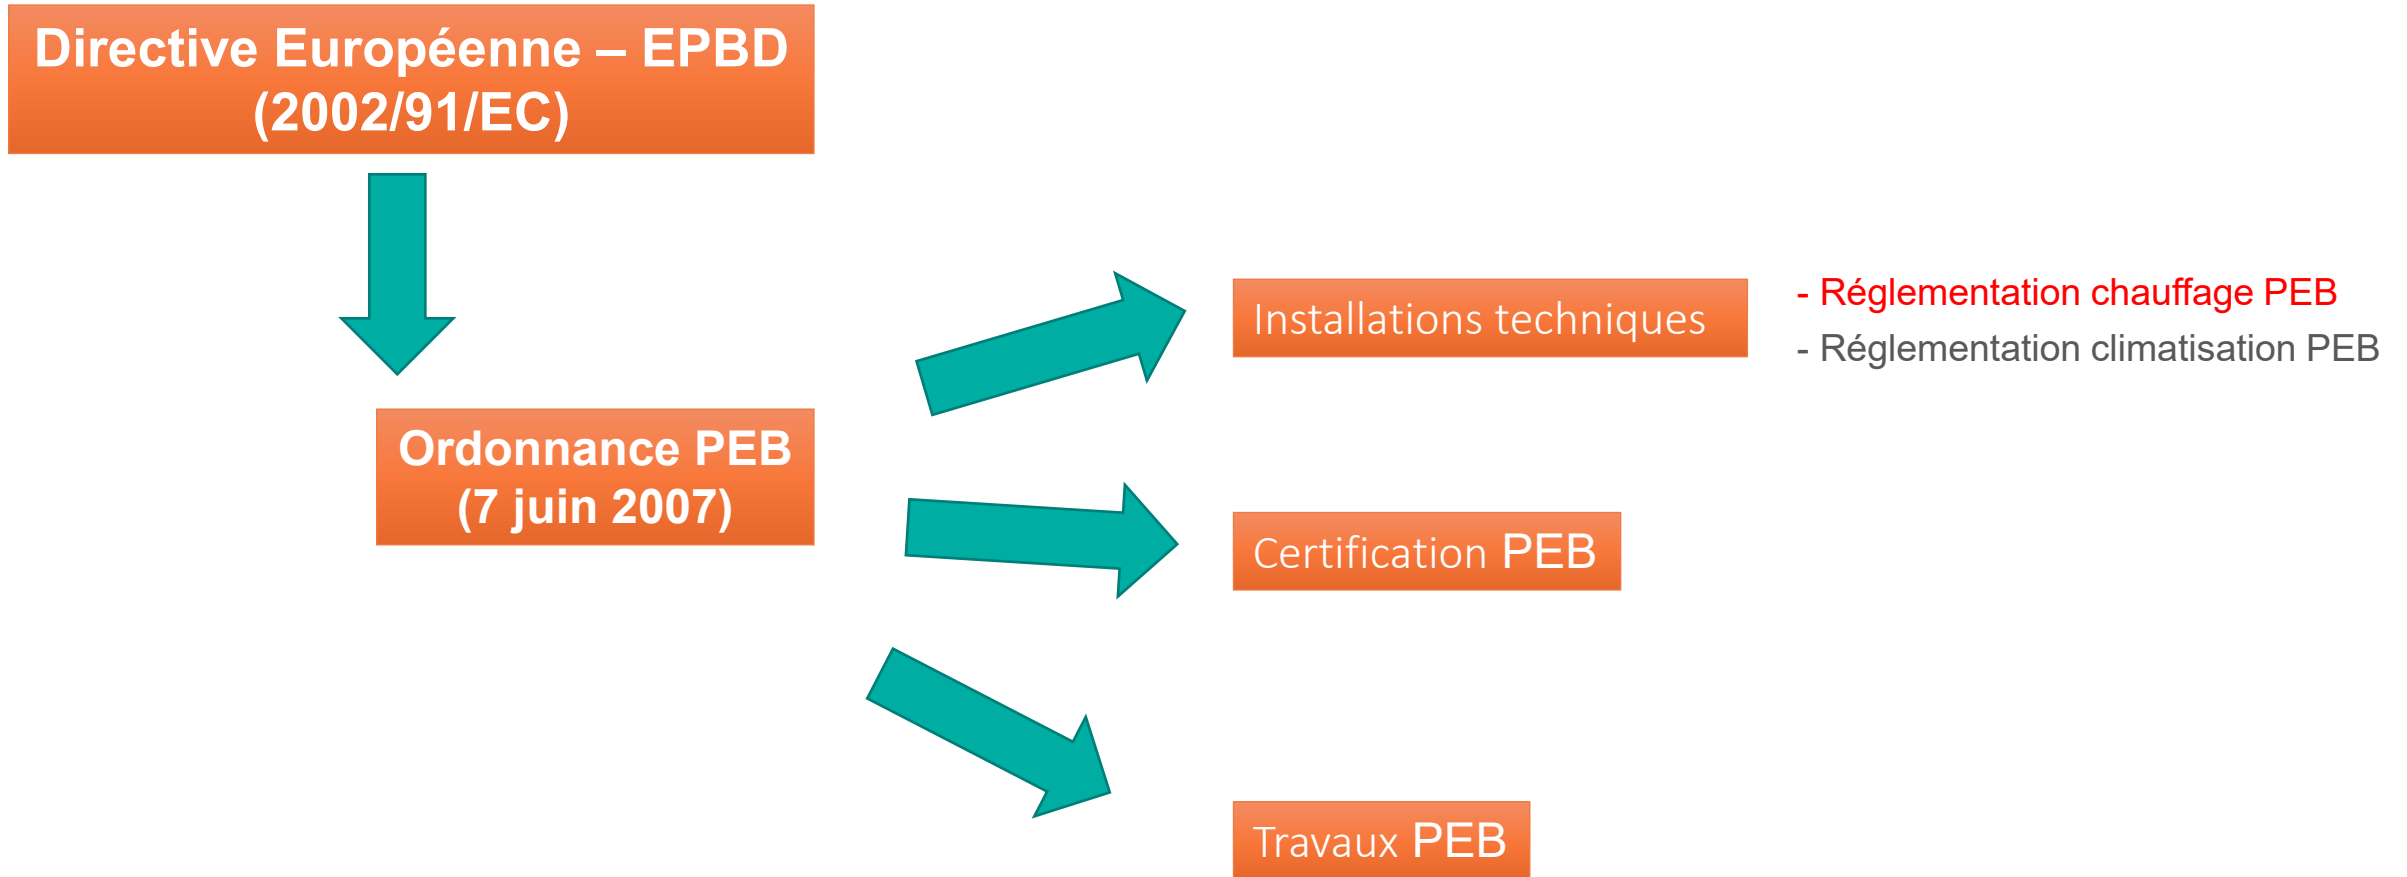 Directive Européenne – EPBD
(2002/91/EC)
Installations techniques
- Réglementation chauffage PEB
- Réglementation climatisation PEB
Ordonnance PEB
(7 juin 2007)
Certification PEB
Travaux PEB